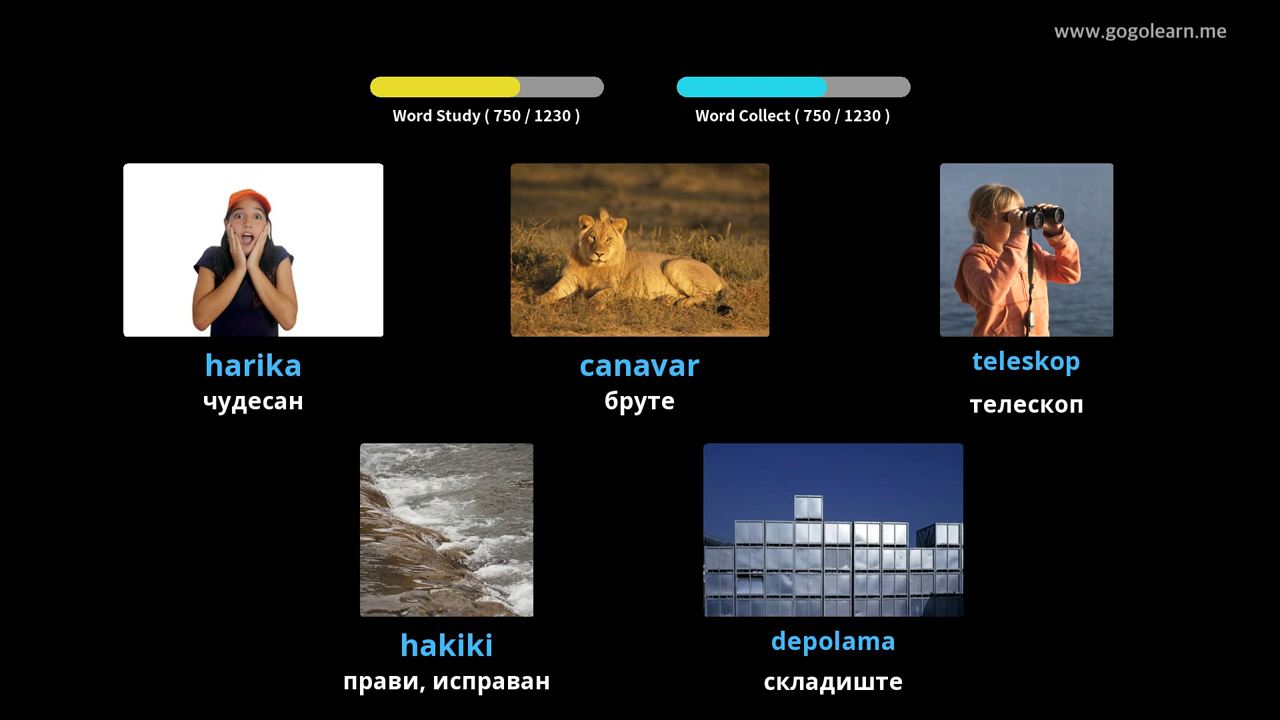 www.gogolearn.me
Word Study ( 750 / 1230 )
Word Collect ( 750 / 1230 )
harika
чудесан
canavar
бруте
teleskop
телескоп
hakiki
прави, исправан
depolama
складиште